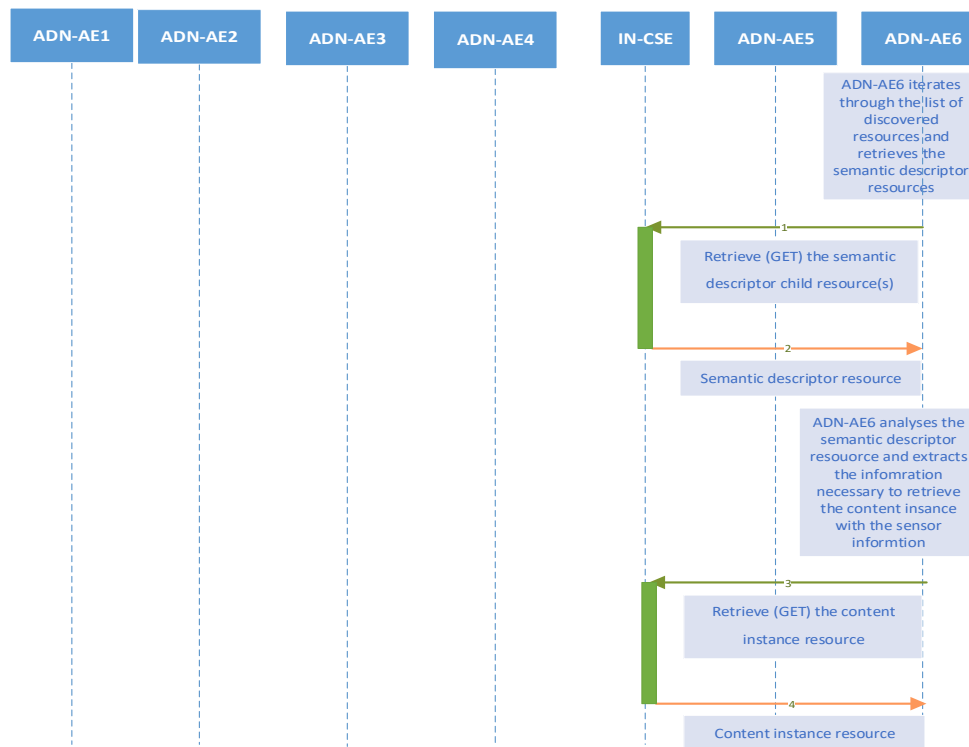 ADN-AE1
ADN-AE2
ADN-AE3
ADN-AE4
IN-CSE
ADN-AE5
ADN-AE6
ADN-AE6 iterates
through the list of
discovered
resources and
retrieves the
semantic descriptor
resources
1
Retrieve (GET) the semantic
descriptor child resource(s)
2
Semantic descriptor resource
ADN-AE6 analyses the
semantic descriptor
resouorce and extracts
the infomration
necessary to retrieve
the content insance
with the sensor
informtion
3
Retrieve (GET) the content
instance resource
4
Content instance resource